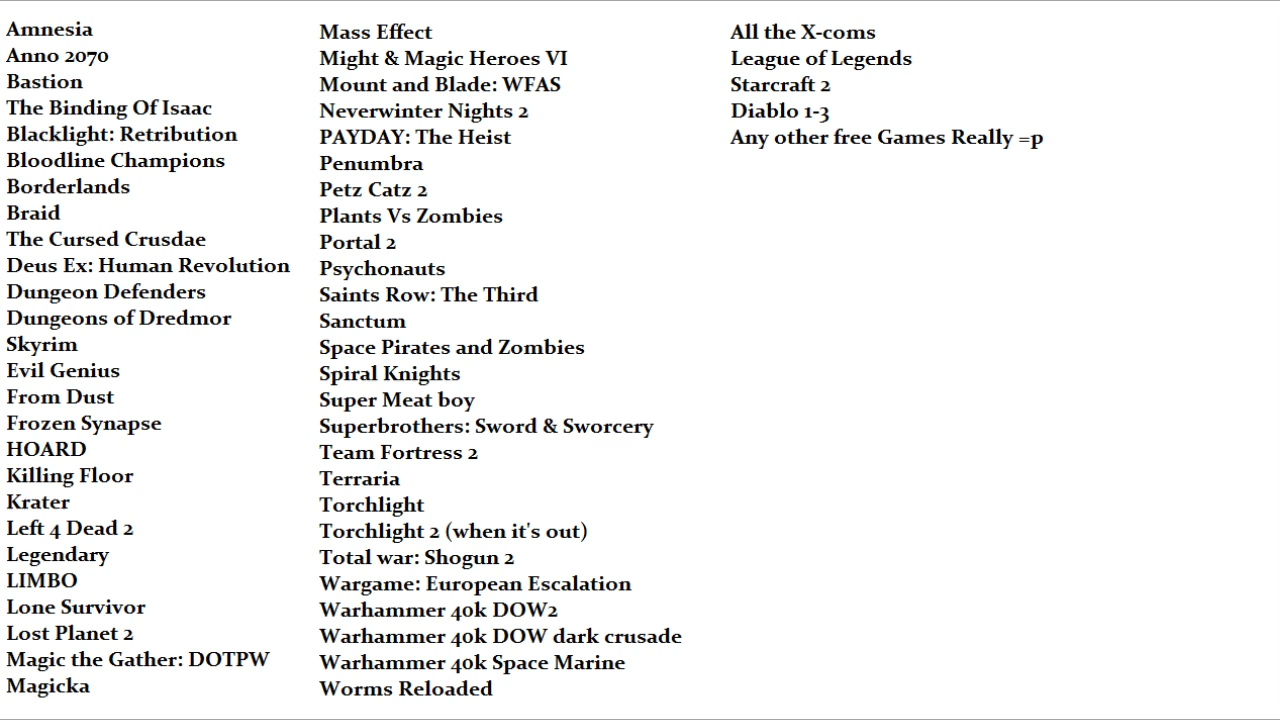 Amnesia
Anno 2070
Bastion
The Binding Of Isaac
Blacklight: Retribution
Bloodline Champions
Borderlands
Braid
The Cursed Crusdae
Deus Ex: Human Revolution
Dungeon Defenders
Dungeons of Dredmor
Skyrim
Evil Genius
From Dust
Frozen Synapse
HOARD
Killing Floor
Krater
Left 4 Dead 2
Legendary
LIMBO
Lone Survivor
Lost Planet 2
Magic the Gather: DOTPW
Magicka
Mass Effect
Might & Magic Heroes VI
Mount and Blade: WFAS
Neverwinter Nights 2
PAYDAY: The Heist
Penumbra
Petz Catz 2
Plants Vs Zombies
Portal 2
Psychonauts
Saints Row: The Third
Sanctum
Space Pirates and Zombies
Spiral Knights
Super Meat boy
Superbrothers: Sword & Sworcery
Team Fortress 2
Terraria
Torchlight
Torchlight 2 (when it's out)
Total war: Shogun 2
Wargame: European Escalation
Warhammer 40k DOW2
Warhammer 40k DOW dark crusade
Warhammer 40k Space Marine
Worms Reloaded
All the X-coms
League of Legends
Starcraft 2
Diablo 1-3
Any other free Games Really =p